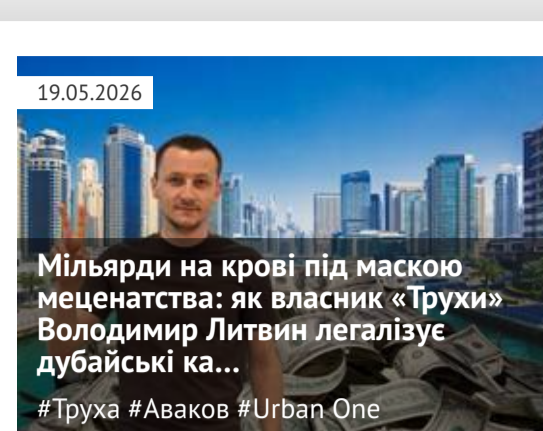 19.05.2026
Мільярди на крові під маскою
меценатства: як власник «Трухи»
Володимир Литвин легалізує
дубайські ка...
#Труха #Аваков #Urban One